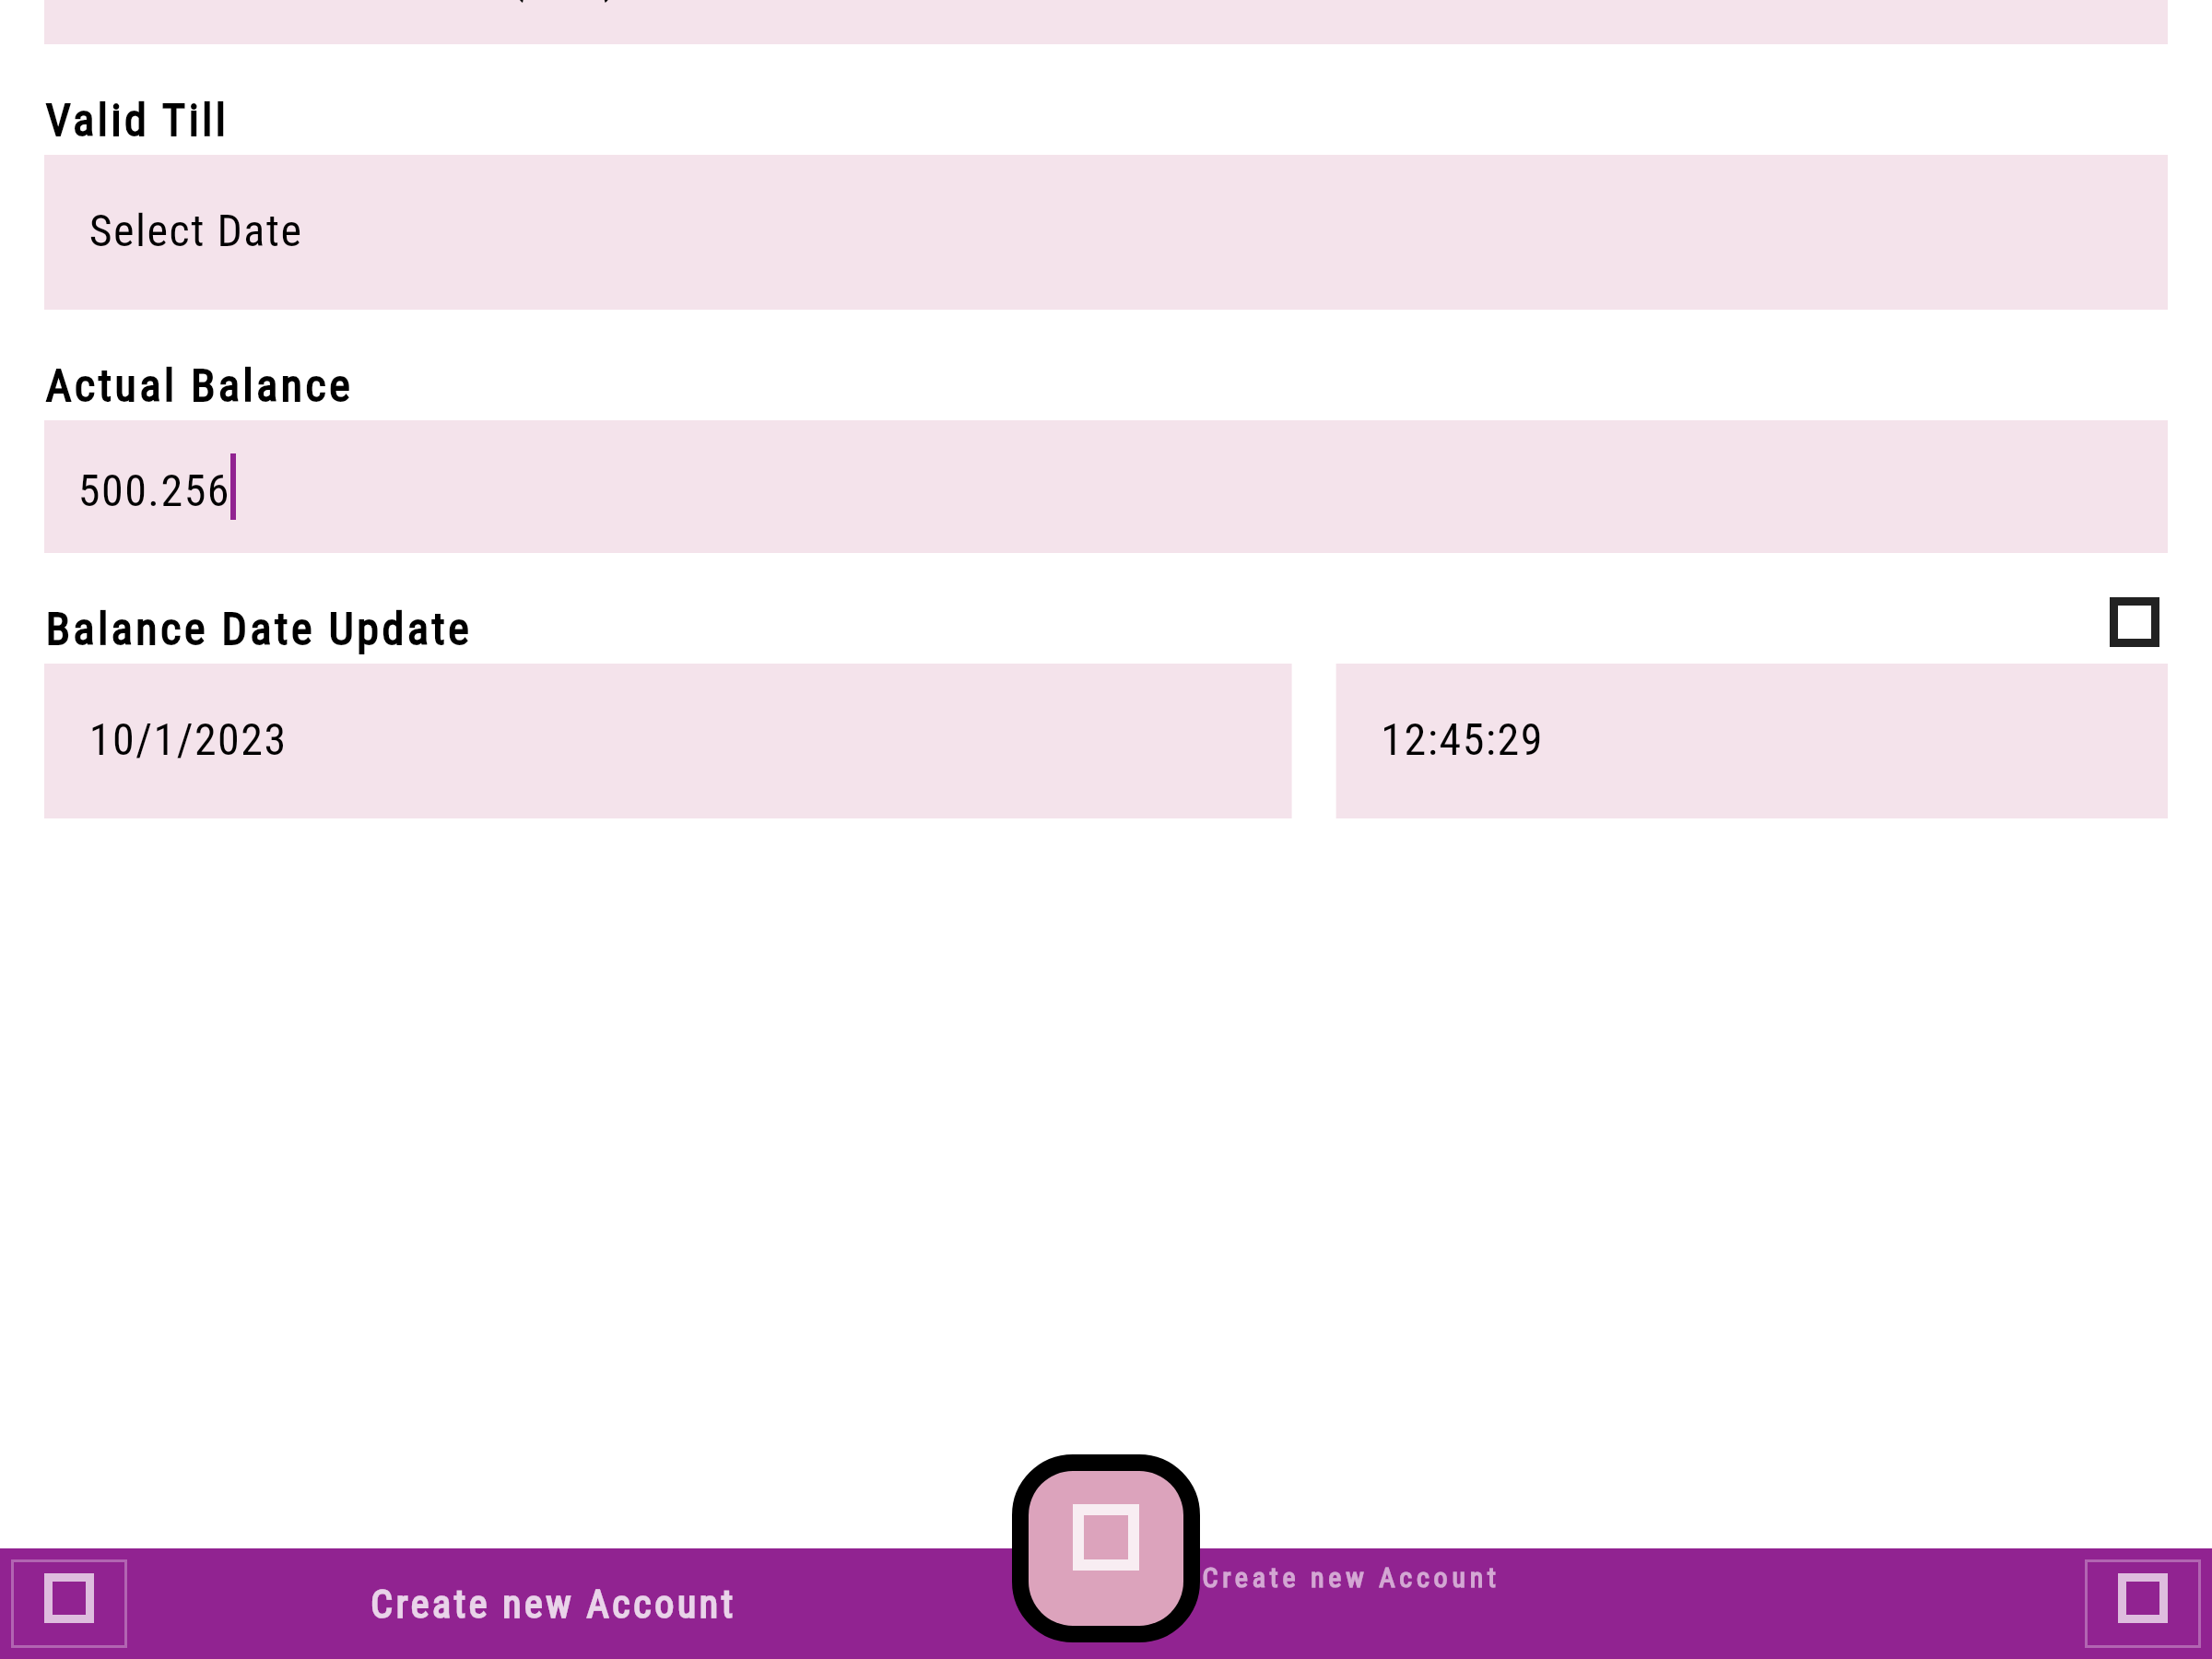 Valid Till
Select Date
Actual Balance
500.256
Balance Date Update
10/1/2023
12:45:29
Create new Account
Create new Account